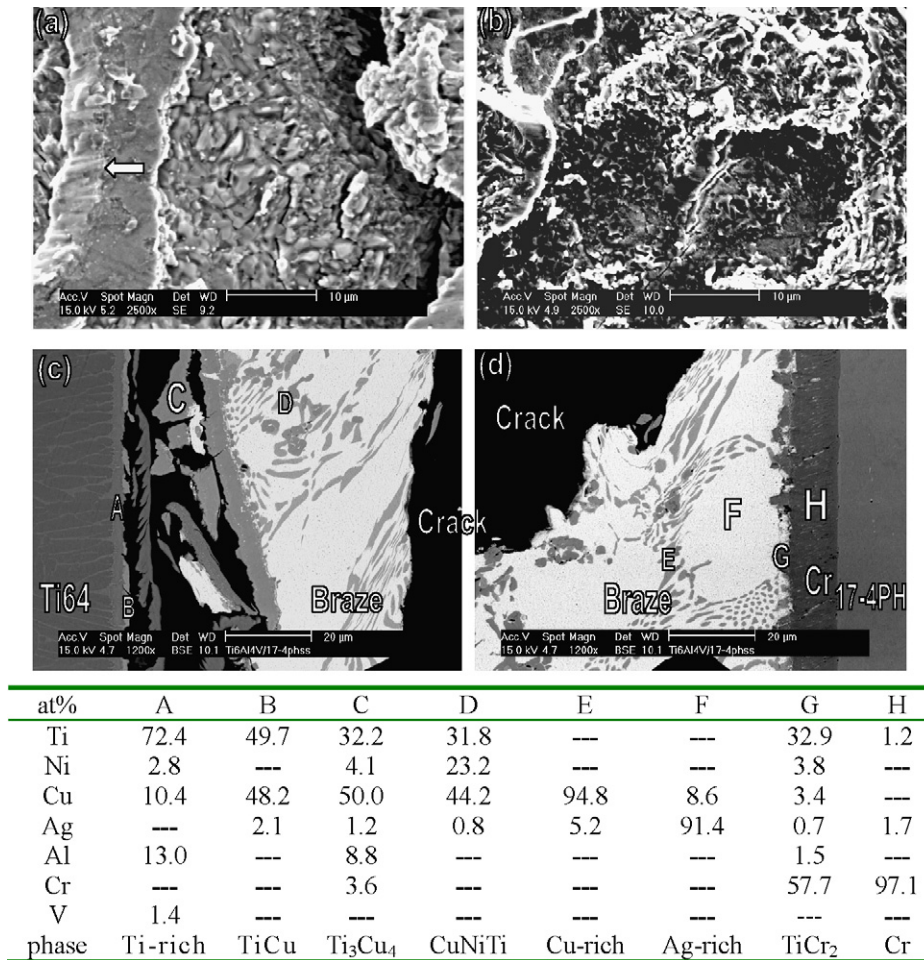 (a)
Acc.V Spot Magn Det WD 10 µm
15.0 kV 5.2 2500x SE 9.2
(b)
Acc.V Spot Magn Det WD 10 µm
15.0 kV 4.9 2500x SE 10.0
(c)
C
D
A
Crack
Ti64
B
Braze
Acc.V Spot Magn Det WD 20 µm
15.0 kV 4.7 1200x BSE 10.1 Ti6Al4V/17-4phss
(d)
Crack
F
H
E
G
Cr
Braze
17-4PH
Acc.V Spot Magn Det WD 20 µm
15.0 kV 4.7 1200x BSE 10.1 Ti6Al4V/17-4phss
at% A B C D E F G H
Ti 72.4 49.7 32.2 31.8 --- --- 32.9 1.2
Ni 2.8 --- 4.1 23.2 --- --- 3.8 ---
Cu 10.4 48.2 50.0 44.2 94.8 8.6 3.4 ---
Ag --- 2.1 1.2 0.8 5.2 91.4 0.7 1.7
Al 13.0 --- 8.8 --- --- --- 1.5 ---
Cr --- --- 3.6 --- --- --- 57.7 97.1
V 1.4 --- --- --- --- --- --- ---
phase Ti-rich TiCu Ti₃Cu₄ CuNiTi Cu-rich Ag-rich TiCr₂ Cr